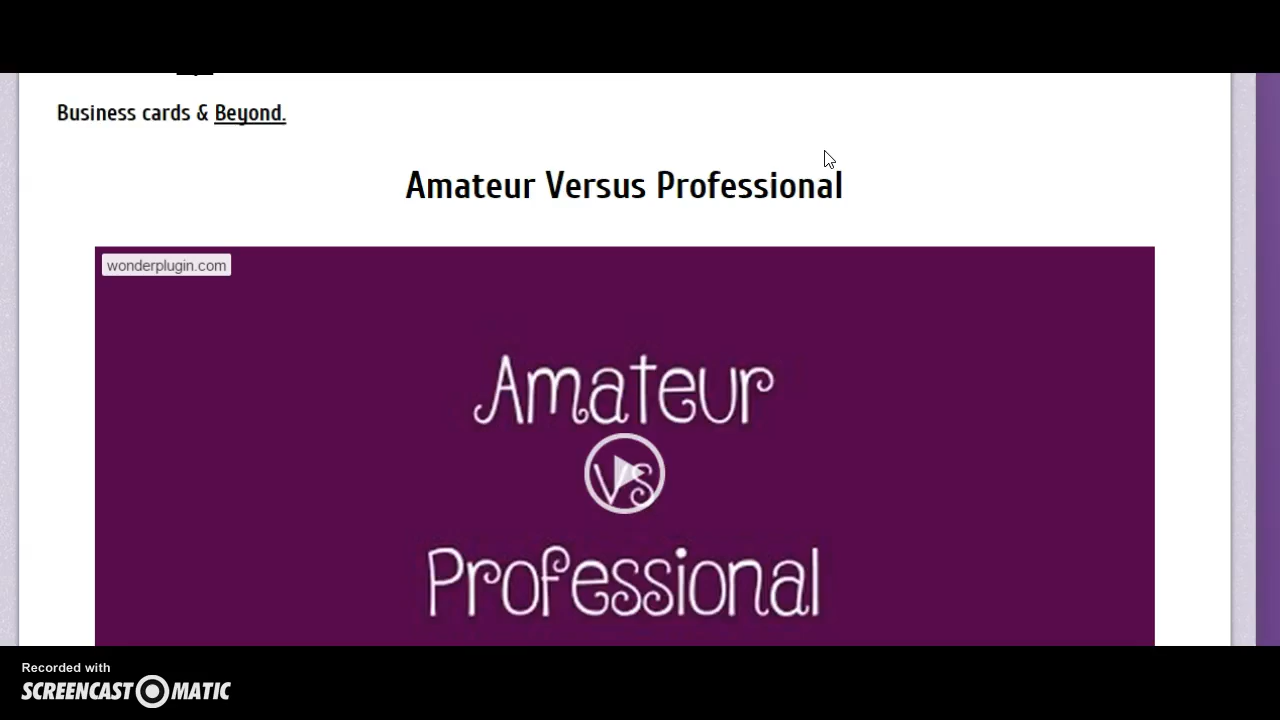 Business cards & Beyond.
Amateur Versus Professional
wonderplugin.com
Amateur
vs
Professional
Recorded with
SCREENCAST MATIC